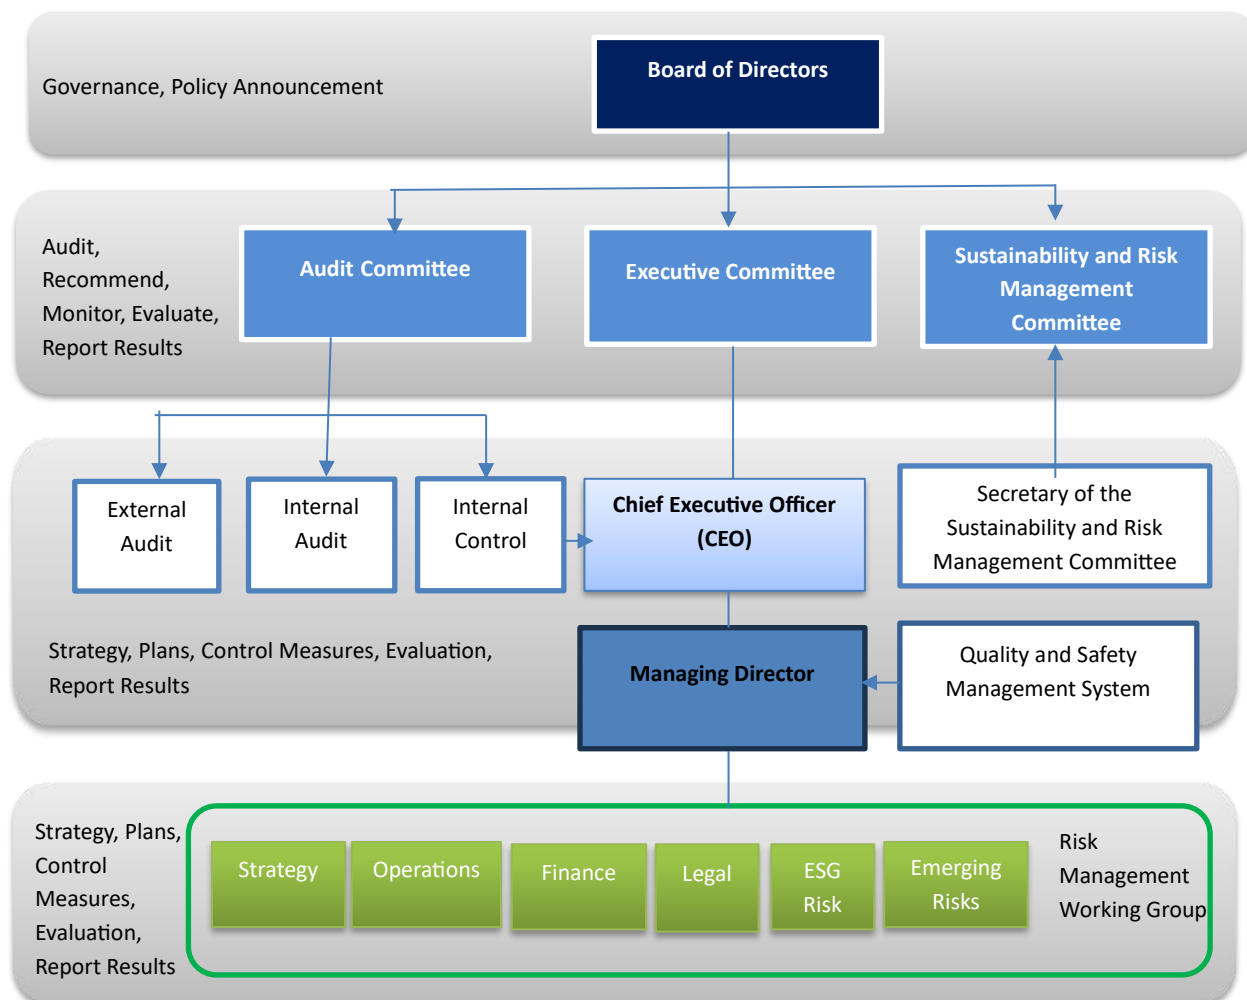 Board of Directors
Governance, Policy Announcement
Audit,
Recommend,
Monitor, Evaluate,
Report Results
Audit Committee
Executive Committee
Sustainability and Risk
Management
Committee
External
Audit
Internal
Audit
Internal
Control
Chief Executive Officer
(CEO)
Secretary of the
Sustainability and Risk
Management Committee
Strategy, Plans, Control Measures, Evaluation,
Report Results
Managing Director
Quality and Safety
Management System
Strategy, Plans,
Control
Measures,
Evaluation,
Report Results
Strategy
Operations
Finance
Legal
ESG
Risk
Emerging
Risks
Risk
Management
Working Group